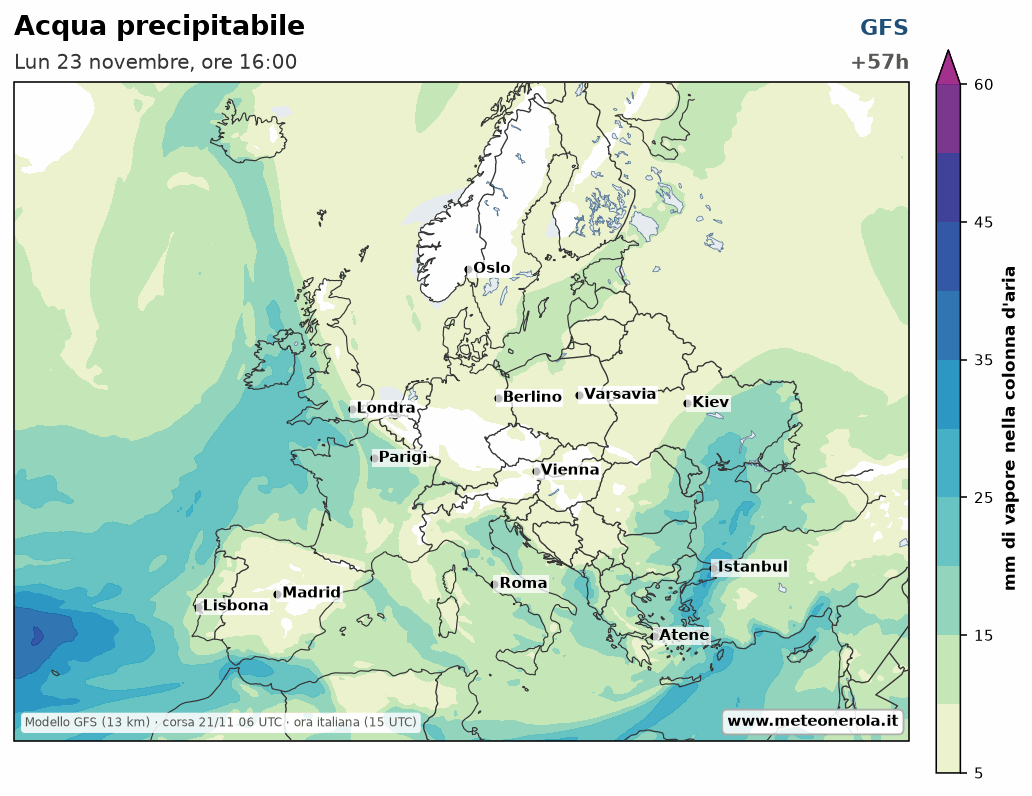 Acqua precipitabile
GFS
Lun 23 novembre, ore 16:00
+57h
60
45
35
25
15
5
mm di vapore nella colonna d'aria
Oslo
Londra
Berlino
Varsavia
Kiev
Parigi
Vienna
Istanbul
Roma
Madrid
Lisbona
Atene
Modello GFS (13 km) · corsa 21/11 06 UTC · ora italiana (15 UTC)
www.meteonerola.it